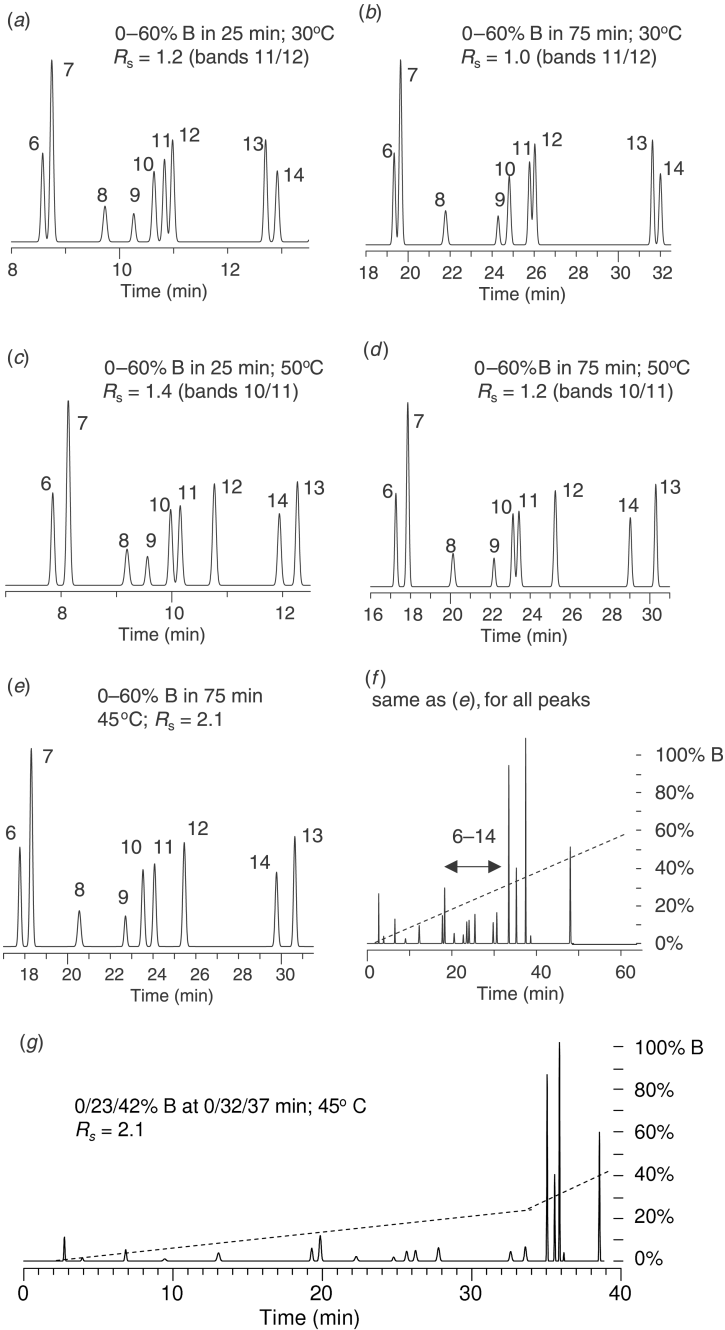 (a)
0–60% B in 25 min; 30°C
Rs = 1.2 (bands 11/12)
6
7
8
9
10
11
12
13
14
8 10 12
Time (min)
(b)
0–60% B in 75 min; 30°C
Rs = 1.0 (bands 11/12)
6
7
8
9
10
11
12
13
14
18 20 22 24 26 28 30 32
Time (min)
(c)
0–60% B in 25 min; 50°C
Rs = 1.4 (bands 10/11)
6
7
8
9
10
11
12
14
13
8 10 12
Time (min)
(d)
0–60%B in 75 min; 50°C
Rs = 1.2 (bands 10/11)
6
7
8
9
10
11
12
14
13
16 18 20 22 24 26 28 30
Time (min)
(e)
0–60% B in 75 min
45°C; Rs = 2.1
6
7
8
9
10
11
12
14
13
18 20 22 24 26 28 30
Time (min)
(f)
same as (e), for all peaks
6–14
100% B
80%
60%
40%
20%
0%
0 20 40 60
Time (min)
(g)
0/23/42% B at 0/32/37 min; 45° C
Rs = 2.1
100% B
80%
60%
40%
20%
0%
0 10 20 30 40
Time (min)